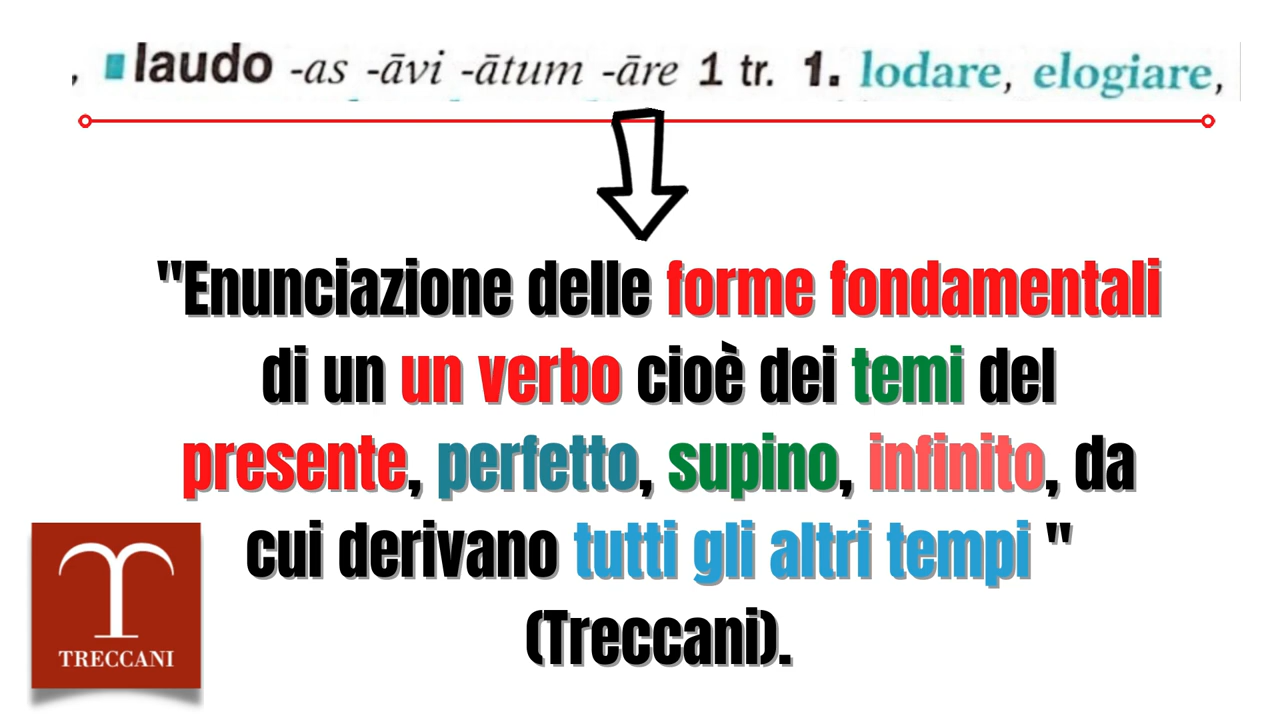 , laudo -as -āvi -ātum -āre 1 tr. 1. lodare, elogiare,
"Enunciazione delle forme fondamentali
di un un verbo cioè dei temi del
presente, perfetto, supino, infinito, da
cui derivano tutti gli altri tempi "
(Treccani).
TRECCANI